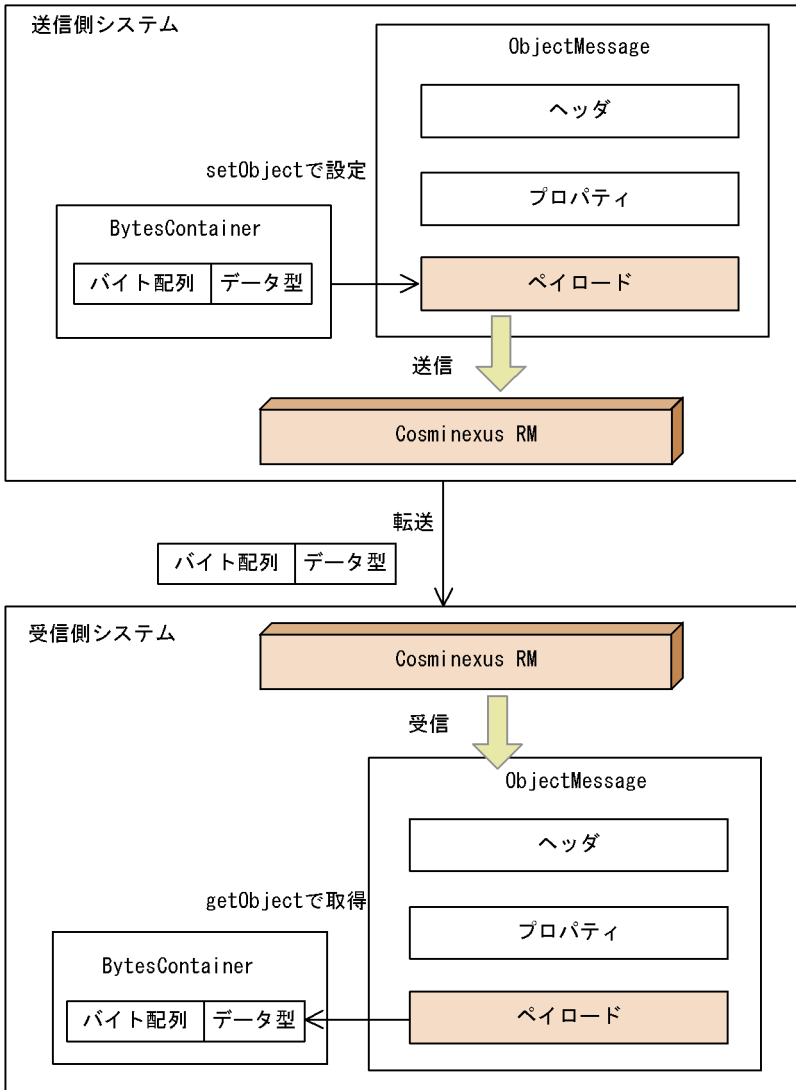 送信側システム
ObjectMessage
ヘッダ
setObjectで設定
プロパティ
BytesContainer
バイト配列 データ型
ペイロード
送信
Cosminexus RM
転送
バイト配列 データ型
受信側システム
Cosminexus RM
受信
ObjectMessage
ヘッダ
getObjectで取得
プロパティ
BytesContainer
バイト配列 データ型
ペイロード